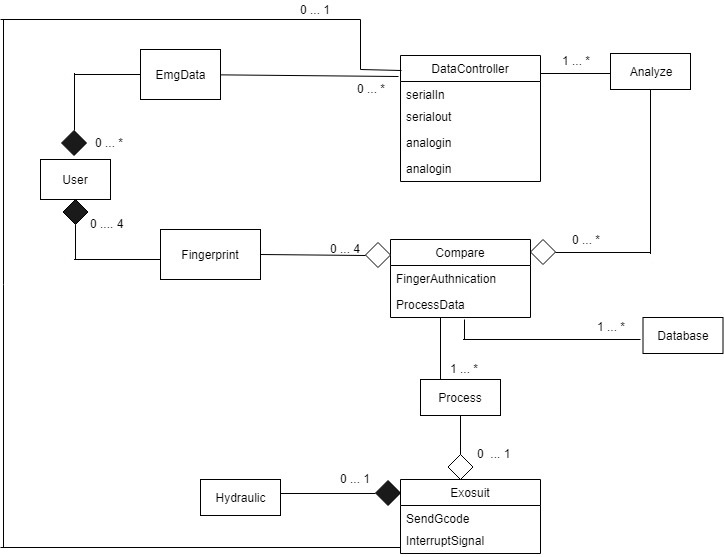 0 ... 1
EmgData
DataController
1 ... *
Analyze
0 ... *
serialIn
serialout
analogin
analogin
0 ... *
User
0 .... 4
Fingerprint
0 ... 4
Compare
0 ... *
FingerAuthnication
ProcessData
1 ... *
Database
1 ... *
Process
0 ... 1
0 ... 1
Hydraulic
Exosuit
SendGcode
InterruptSignal